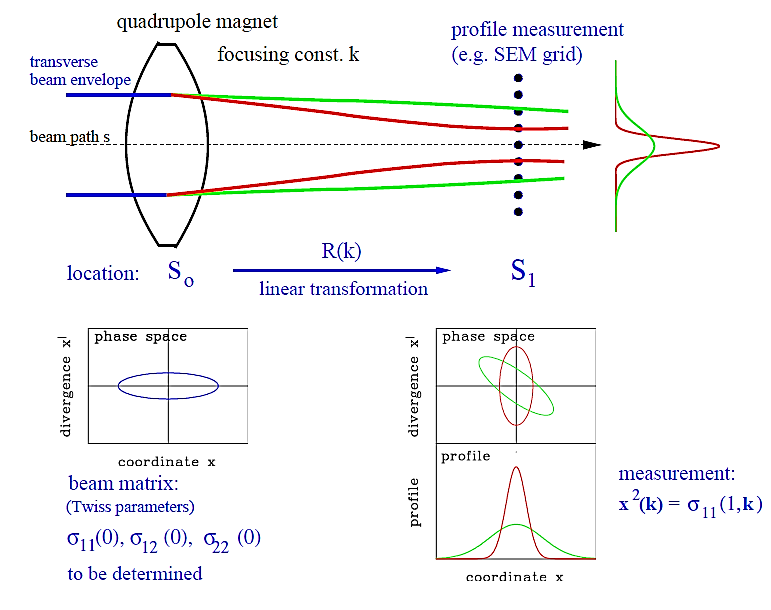 quadrupole magnet
focusing const. k
profile measurement
(e.g. SEM grid)
transverse
beam envelope
beam path s
location:
So
R(k)
linear transformation
S1
phase space
divergence x'
coordinate x
beam matrix:
(Twiss parameters)
σ11(0), σ12 (0), σ22 (0)
to be determined
phase space
divergence x'
profile
profile
coordinate x
measurement:
x²(k) = σ11(1,k)